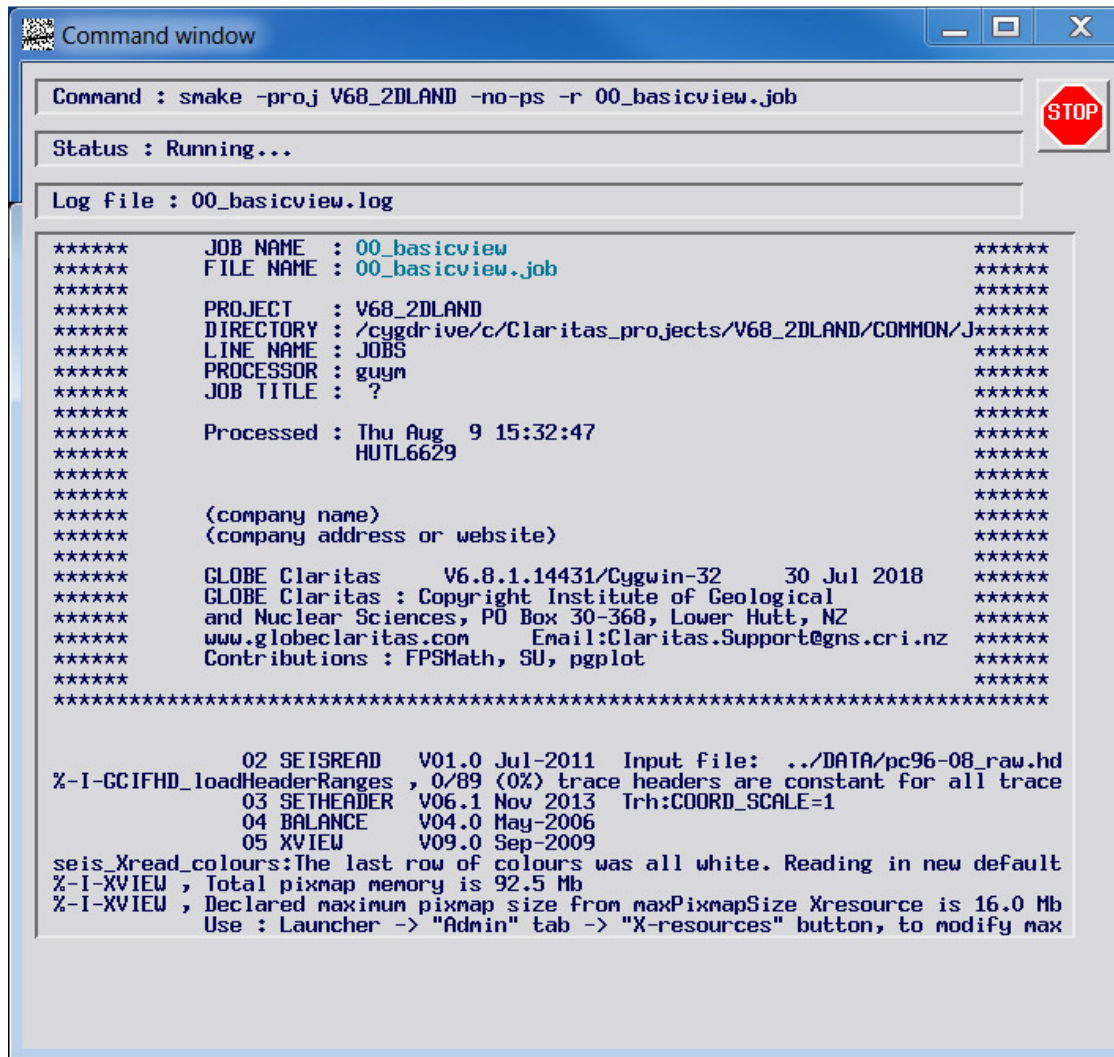 Command window
Command : smake -proj V68_2DLAND -no-ps -r 00_basicview.job
STOP
Status : Running...
Log file : 00_basicview.log
****** JOB NAME : 00_basicview ******
****** FILE NAME : 00_basicview.job ******
****** ******
****** PROJECT : V68_2DLAND ******
****** DIRECTORY : /cygdrive/c/Claritas_projects/V68_2DLAND/COMMON/J******
****** LINE NAME : JOBS ******
****** PROCESSOR : guym ******
****** JOB TITLE : ? ******
****** ******
****** Processed : Thu Aug 9 15:32:47 ******
****** HUTL6629 ******
****** ******
****** ******
****** (company name) ******
****** (company address or website) ******
****** ******
****** GLOBE Claritas V6.8.1.14431/Cygwin-32 30 Jul 2018 ******
****** GLOBE Claritas : Copyright Institute of Geological ******
****** and Nuclear Sciences, PO Box 30-368, Lower Hutt, NZ ******
****** www.globeclaritas.com Email:Claritas.Support@gns.cri.nz ******
****** Contributions : FPSMath, SU, pgplot ******
****** ******
*******************************************************************************
02 SEISREAD V01.0 Jul-2011 Input file: ../DATA/pc96-08_raw.hd
%-I-GCIFHD_loadHeaderRanges , 0/89 (0%) trace headers are constant for all trace
03 SETHEADER V06.1 Nov 2013 Trh:COORD_SCALE=1
04 BALANCE V04.0 May-2006
05 XVIEW V09.0 Sep-2009
seis_Xread_colours:The last row of colours was all white. Reading in new default
%-I-XVIEW , Total pixmap memory is 92.5 Mb
%-I-XVIEW , Declared maximum pixmap size from maxPixmapSize Xresource is 16.0 Mb
Use : Launcher -> "Admin" tab -> "X-resources" button, to modify max